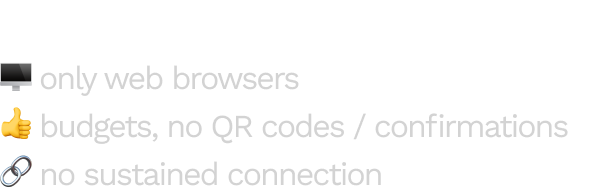 🖥️ only web browsers
👍 budgets, no QR codes / confirmations
🔗 no sustained connection